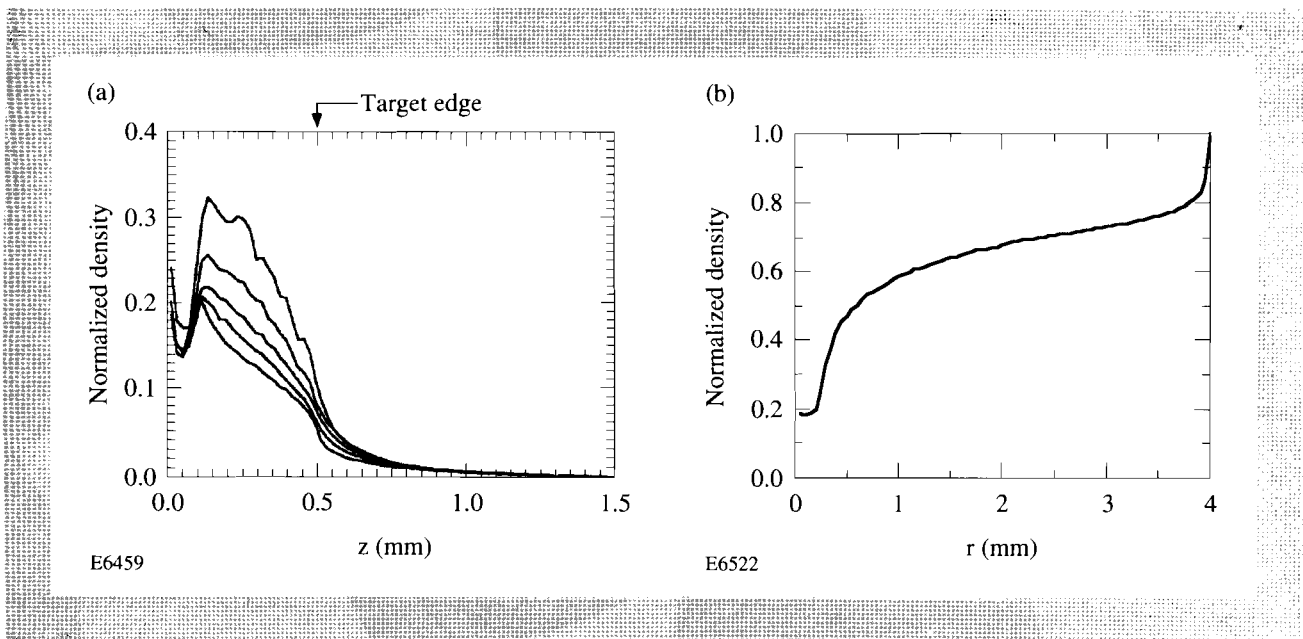 (a)
Target edge
0.4
0.3
0.2
0.1
0.0
Normalized density
0.0 0.5 1.0 1.5
z (mm)
E6459
(b)
1.0
0.8
0.6
0.4
0.2
0.0
Normalized density
0 1 2 3 4
r (mm)
E6522